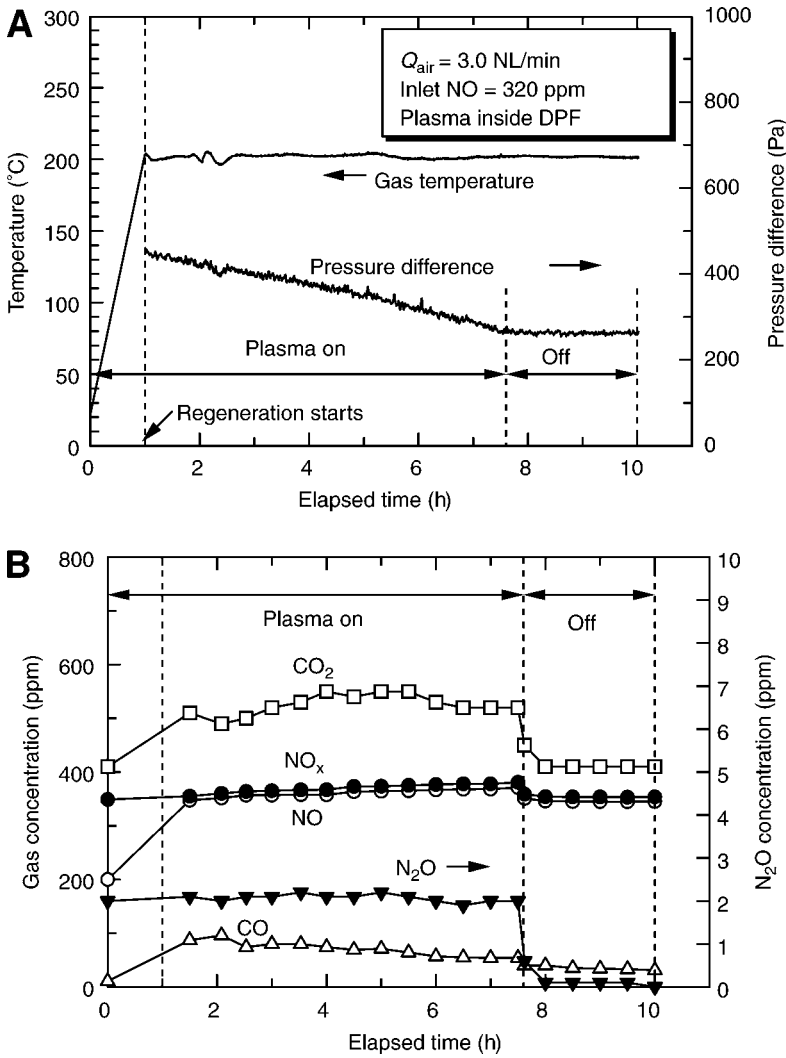 A
300
250
200
150
100
50
0
Temperature (°C)
1000
800
600
400
200
0
Pressure difference (Pa)
Q_air = 3.0 NL/min
Inlet NO = 320 ppm
Plasma inside DPF
Gas temperature
Pressure difference
Plasma on
Off
Regeneration starts
0 2 4 6 8 10
Elapsed time (h)
B
800
600
400
200
0
Gas concentration (ppm)
10
9
8
7
6
5
4
3
2
1
0
N₂O concentration (ppm)
Plasma on
Off
CO₂
NOₓ
NO
N₂O
CO
0 2 4 6 8 10
Elapsed time (h)